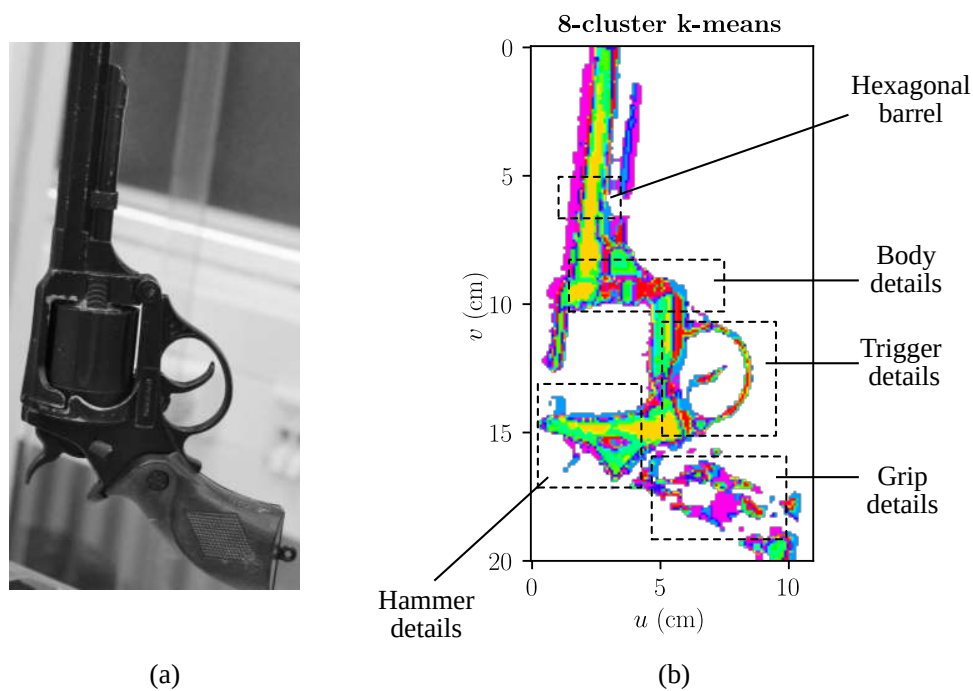 8-cluster k-means
0
5
10
15
20
v (cm)
0
5
10
u (cm)
Hexagonal
barrel
Body
details
Trigger
details
Grip
details
Hammer
details
(a)
(b)